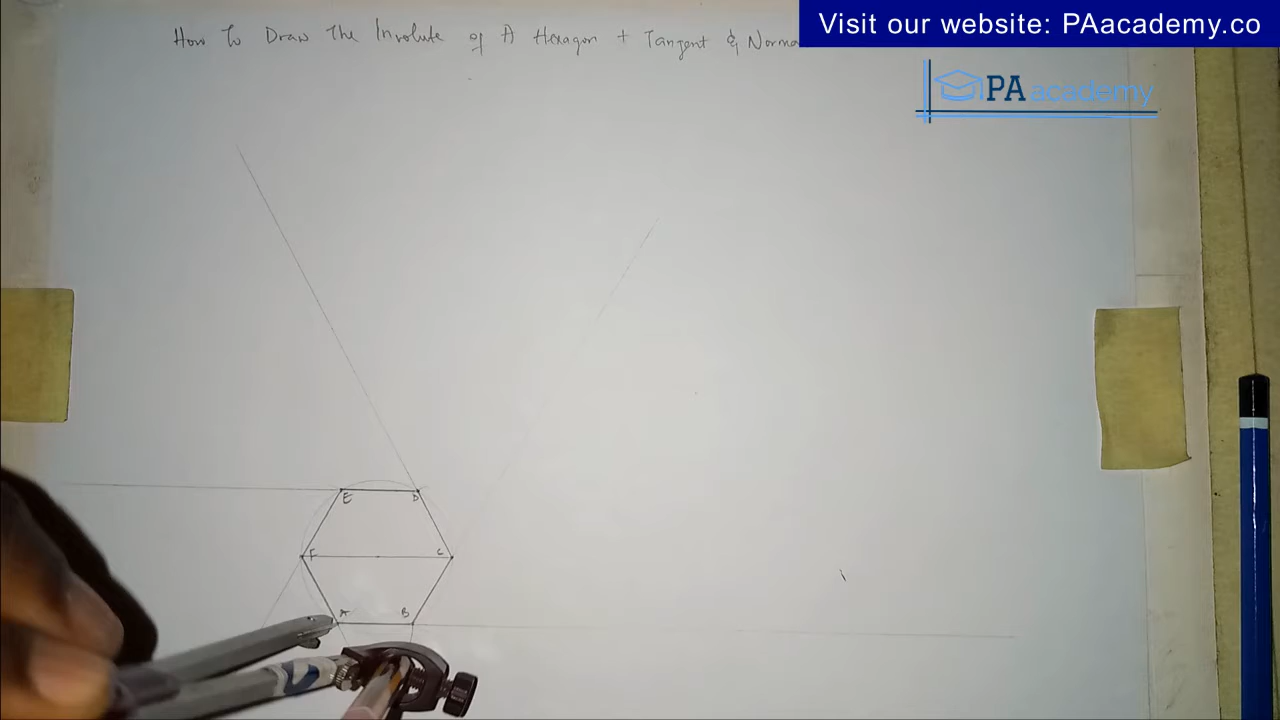 Visit our website: PAacademy.co
How To Draw The Involute of A Hexagon + Tangent & Norma
PA academy
E D
F C
A B